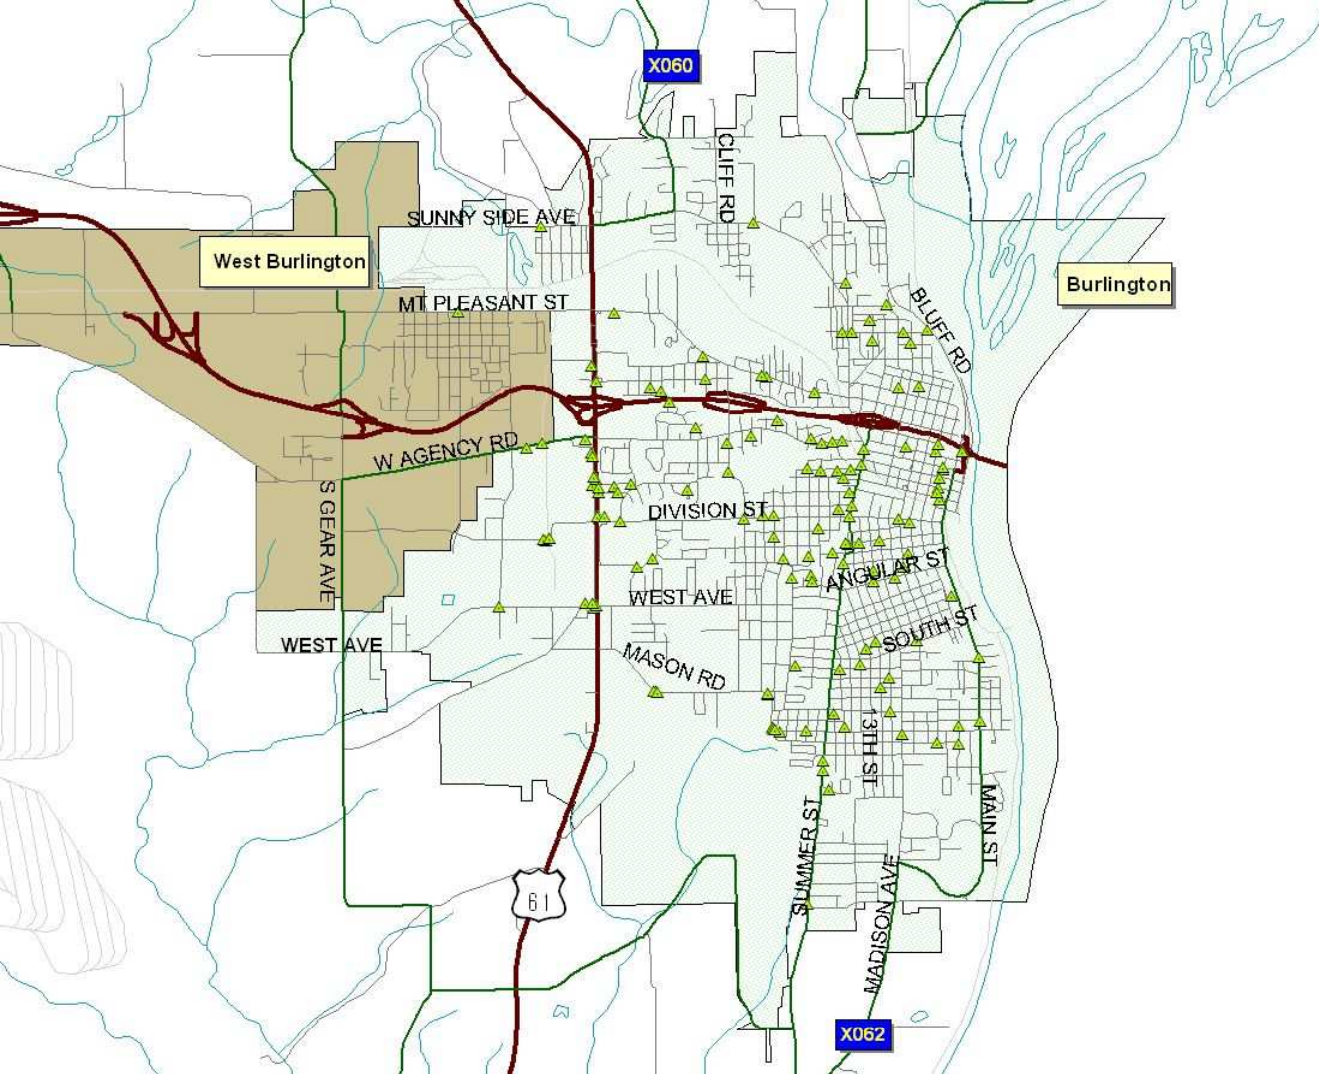 X060
CLIFF RD
SUNNY SIDE AVE
West Burlington
Burlington
MT PLEASANT ST
BLUFF RD
W AGENCY RD
S GEAR AVE
DIVISION ST
ANGULAR ST
WEST AVE
SOUTH ST
WEST AVE
MASON RD
13TH ST
MAIN ST
SUMMER ST
MADISON AVE
61
X062